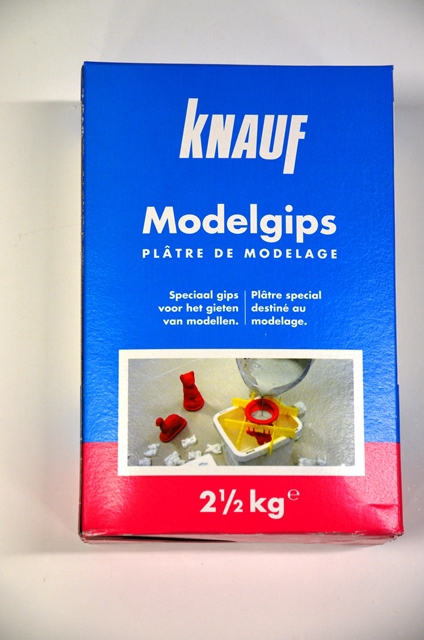 KNAUF
Modelgips
PLÂTRE DE MODELAGE
Speciaal gips
voor het gieten
van modellen.
Plâtre special
destiné au
modelage.
2½ kg℮